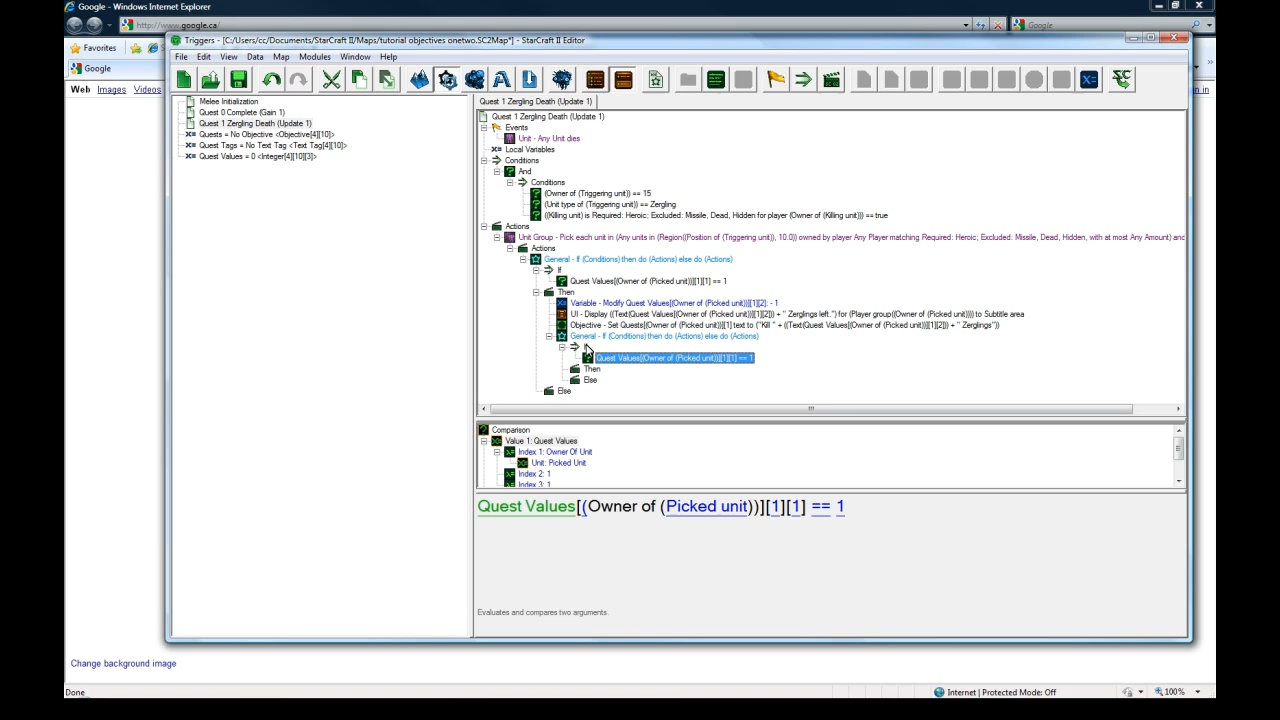 Google - Windows Internet Explorer
http://www.google.ca/
Google
Favorites
Google
Web Images Videos
Triggers - [C:/Users/cc/Documents/StarCraft II/Maps/tutorial objectives onetwo.SC2Map*] - StarCraft II Editor
File Edit View Data Map Modules Window Help
Melee Initialization
Quest 0 Complete (Gain 1)
Quest 1 Zergling Death (Update 1)
Quests = No Objective <Objective[4][10]>
Quest Tags = No Text Tag <Text Tag[4][10]>
Quest Values = 0 <Integer[4][10][3]>
Quest 1 Zergling Death (Update 1)
Quest 1 Zergling Death (Update 1)
Events
Unit - Any Unit dies
Local Variables
Conditions
And
Conditions
(Owner of (Triggering unit)) == 15
(Unit type of (Triggering unit)) == Zergling
((Killing unit) is Required: Heroic; Excluded: Missile, Dead, Hidden for player (Owner of (Killing unit))) == true
Actions
Unit Group - Pick each unit in (Any units in (Region((Position of (Triggering unit)), 10.0)) owned by player Any Player matching Required: Heroic; Excluded: Missile, Dead, Hidden, with at most Any Amount) and
Actions
General - If (Conditions) then do (Actions) else do (Actions)
If
Quest Values[(Owner of (Picked unit))][1][1] == 1
Then
Variable - Modify Quest Values[(Owner of (Picked unit))][1][2]: - 1
UI - Display ((Text(Quest Values[(Owner of (Picked unit))][1][2])) + " Zerglings left.") for (Player group((Owner of (Picked unit)))) to Subtitle area
Objective - Set Quests[(Owner of (Picked unit))][1] text to ("Kill " + ((Text(Quest Values[(Owner of (Picked unit))][1][2])) + " Zerglings"))
General - If (Conditions) then do (Actions) else do (Actions)
Quest Values[(Owner of (Picked unit))][1][1] == 1
Then
Else
Else
Comparison
Value 1: Quest Values
Index 1: Owner Of Unit
Unit: Picked Unit
Index 2: 1
Index 3: 1
Quest Values[(Owner of (Picked unit))][1][1] == 1
Evaluates and compares two arguments.
Change background image
Done
Internet | Protected Mode: Off
100%